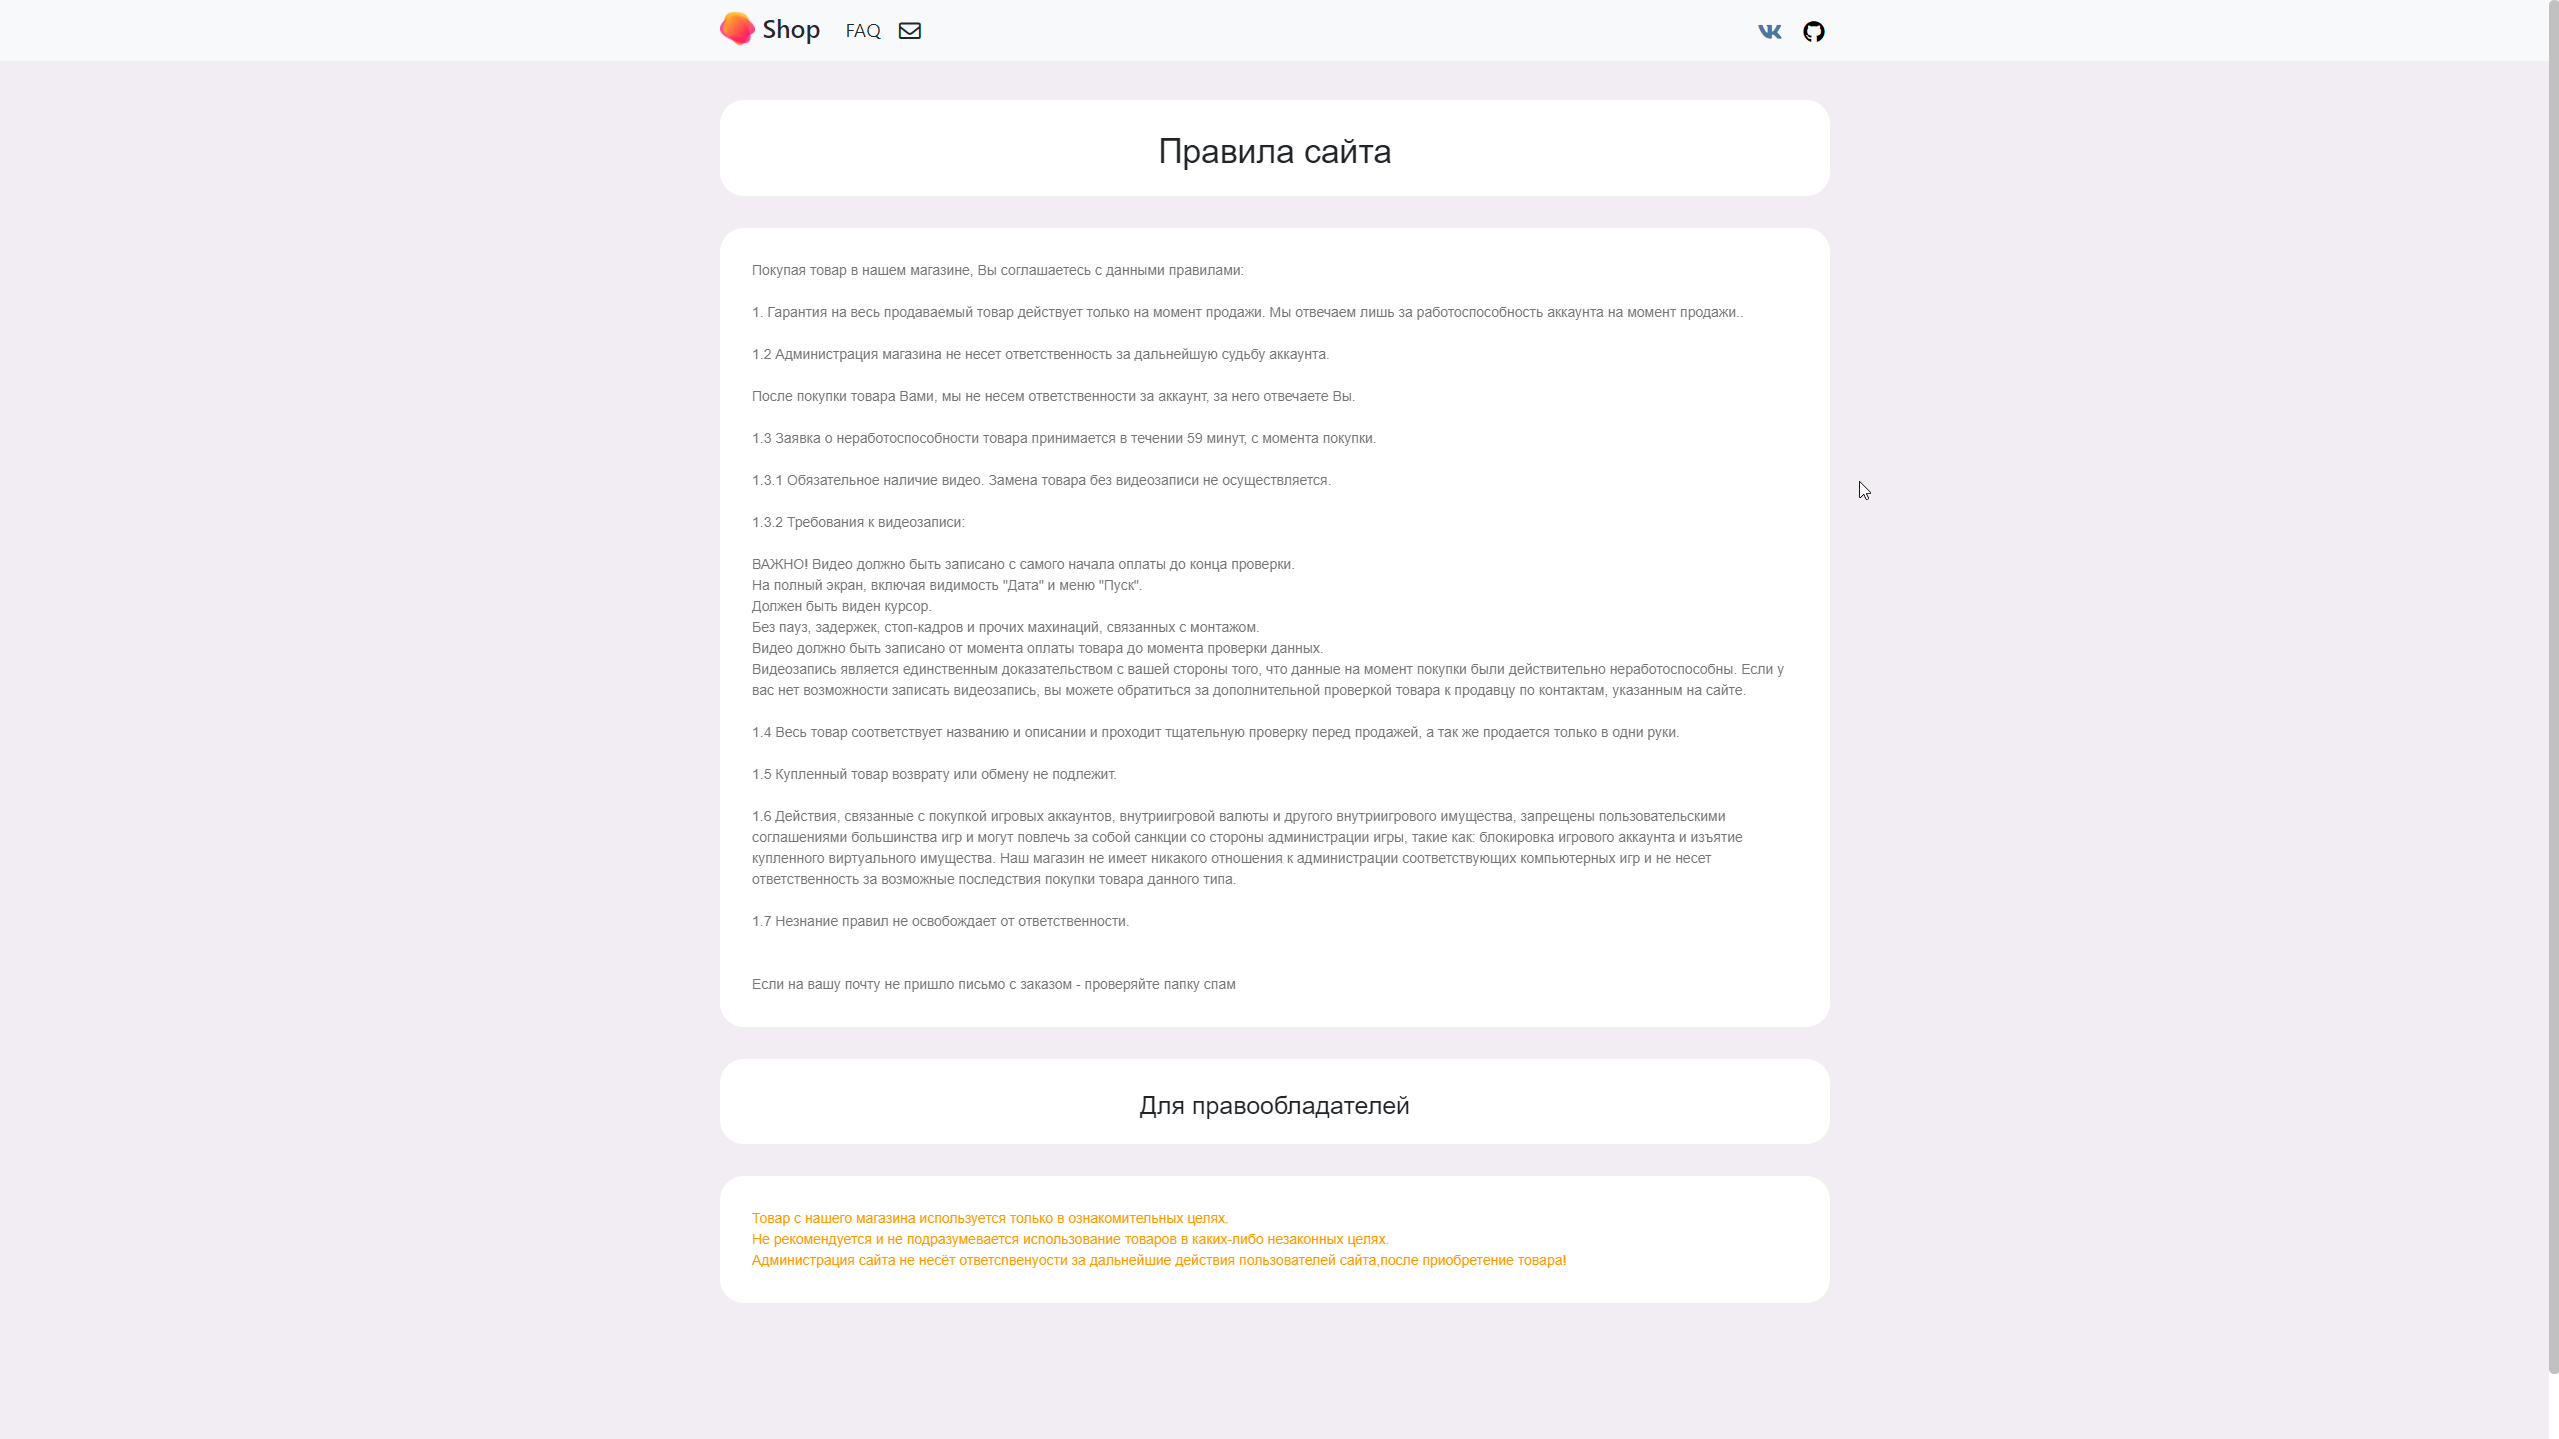 Shop FAQ
Правила сайта
Покупая товар в нашем магазине, Вы соглашаетесь с данными правилами:
1. Гарантия на весь продаваемый товар действует только на момент продажи. Мы отвечаем лишь за работоспособность аккаунта на момент продажи..
1.2 Администрация магазина не несет ответственность за дальнейшую судьбу аккаунта.
После покупки товара Вами, мы не несем ответственности за аккаунт, за него отвечаете Вы.
1.3 Заявка о неработоспособности товара принимается в течении 59 минут, с момента покупки.
1.3.1 Обязательное наличие видео. Замена товара без видеозаписи не осуществляется.
1.3.2 Требования к видеозаписи:
ВАЖНО! Видео должно быть записано с самого начала оплаты до конца проверки.
На полный экран, включая видимость "Дата" и меню "Пуск".
Должен быть виден курсор.
Без пауз, задержек, стоп-кадров и прочих махинаций, связанных с монтажом.
Видео должно быть записано от момента оплаты товара до момента проверки данных.
Видеозапись является единственным доказательством с вашей стороны того, что данные на момент покупки были действительно неработоспособны. Если у
вас нет возможности записать видеозапись, вы можете обратиться за дополнительной проверкой товара к продавцу по контактам, указанным на сайте.
1.4 Весь товар соответствует названию и описании и проходит тщательную проверку перед продажей, а так же продается только в одни руки.
1.5 Купленный товар возврату или обмену не подлежит.
1.6 Действия, связанные с покупкой игровых аккаунтов, внутриигровой валюты и другого внутриигрового имущества, запрещены пользовательскими
соглашениями большинства игр и могут повлечь за собой санкции со стороны администрации игры, такие как: блокировка игрового аккаунта и изъятие
купленного виртуального имущества. Наш магазин не имеет никакого отношения к администрации соответствующих компьютерных игр и не несет
ответственность за возможные последствия покупки товара данного типа.
1.7 Незнание правил не освобождает от ответственности.
Если на вашу почту не пришло письмо с заказом - проверяйте папку спам
Для правообладателей
Товар с нашего магазина используется только в ознакомительных целях.
Не рекомендуется и не подразумевается использование товаров в каких-либо незаконных целях.
Администрация сайта не несёт ответсnвенуости за дальнейшие действия пользователей сайта,после приобретение товара!